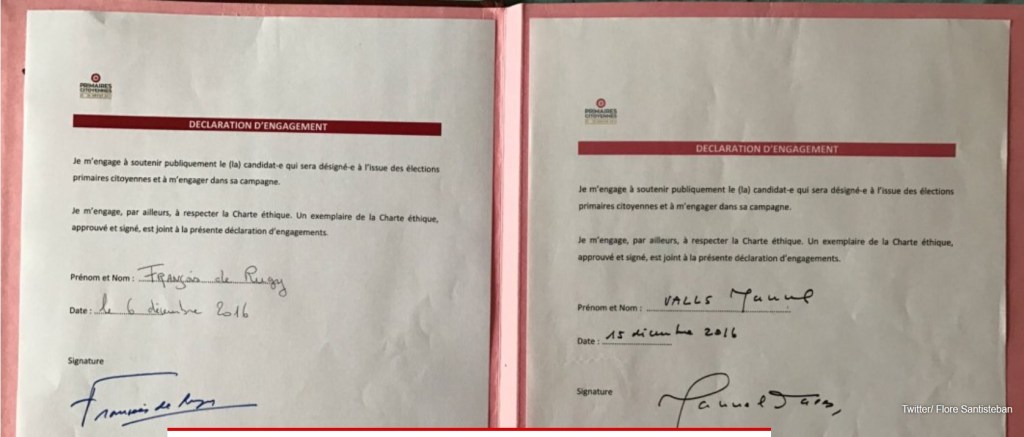 PRIMAIRES
CITOYENNES
DECLARATION D'ENGAGEMENT
Je m'engage à soutenir publiquement le (la) candidat-e qui sera désigné-e à l'issue des élections
primaires citoyennes et à m'engager dans sa campagne.
Je m'engage, par ailleurs, à respecter la Charte éthique. Un exemplaire de la Charte éthique,
approuvé et signé, est joint à la présente déclaration d'engagements.
Prénom et Nom : François de Rugy
Date : le 6 décembre 2016
Signature
François de Rugy
PRIMAIRES
CITOYENNES
DECLARATION D'ENGAGEMENT
Je m'engage à soutenir publiquement le (la) candidat-e qui sera désigné-e à l'issue des élections
primaires citoyennes et à m'engager dans sa campagne.
Je m'engage, par ailleurs, à respecter la Charte éthique. Un exemplaire de la Charte éthique,
approuvé et signé, est joint à la présente déclaration d'engagements.
Prénom et Nom : VALLS Manuel
Date : 15 décembre 2016
Signature
Manuel Valls
Twitter/ Flore Santisteban